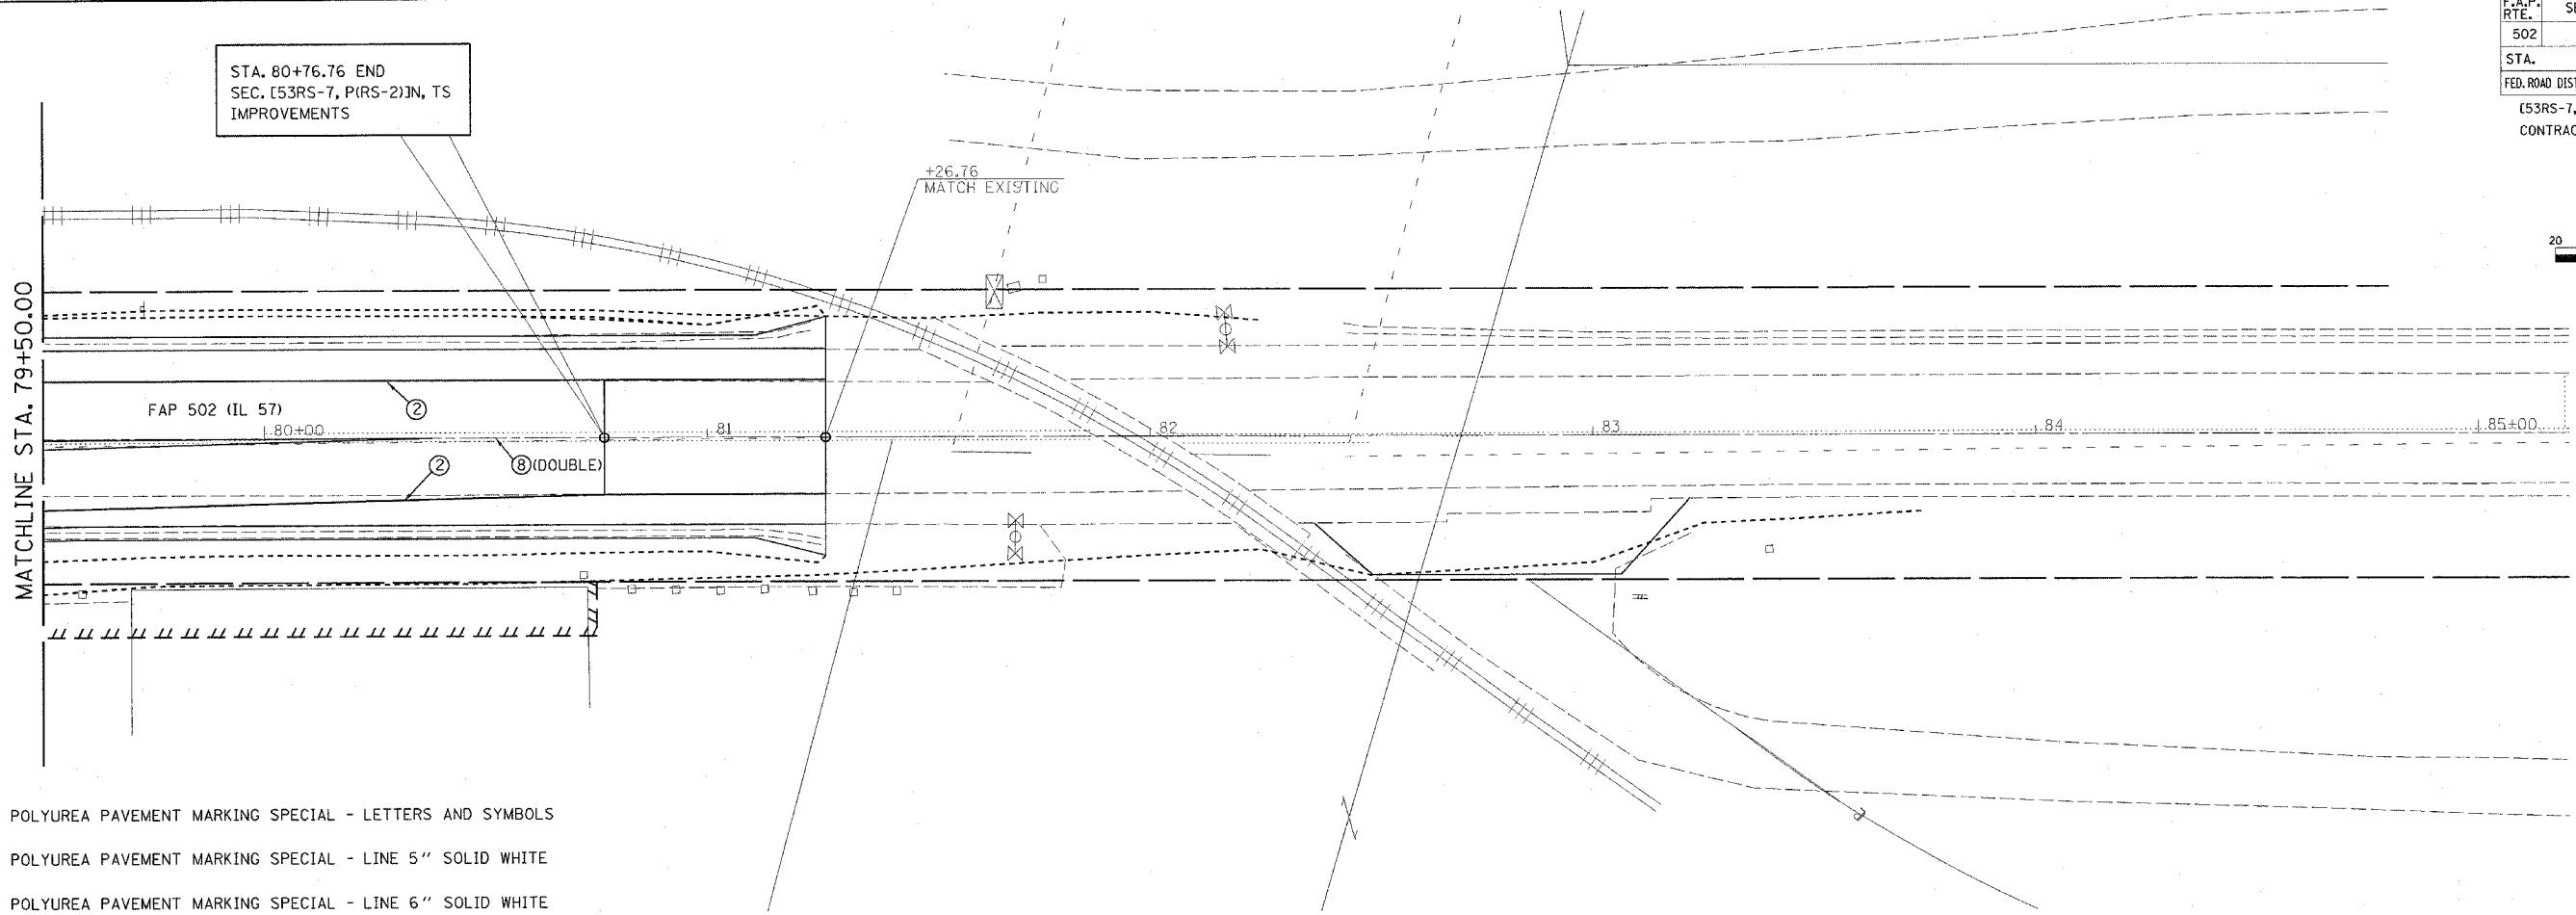 F.A.P.
RTE.
502
STA.
FED. ROAD DIST
[53RS-7,
CONTRAC
STA. 80+76.76 END
SEC. [53RS-7, P(RS-2)]N, TS
IMPROVEMENTS
+26.76
MATCH EXISTING
20
MATCHLINE STA. 79+50.00
FAP 502 (IL 57)
2
80+00
81
82
83
84
85+00
2
8 (DOUBLE)
POLYUREA PAVEMENT MARKING SPECIAL - LETTERS AND SYMBOLS
POLYUREA PAVEMENT MARKING SPECIAL - LINE 5" SOLID WHITE
POLYUREA PAVEMENT MARKING SPECIAL - LINE 6" SOLID WHITE